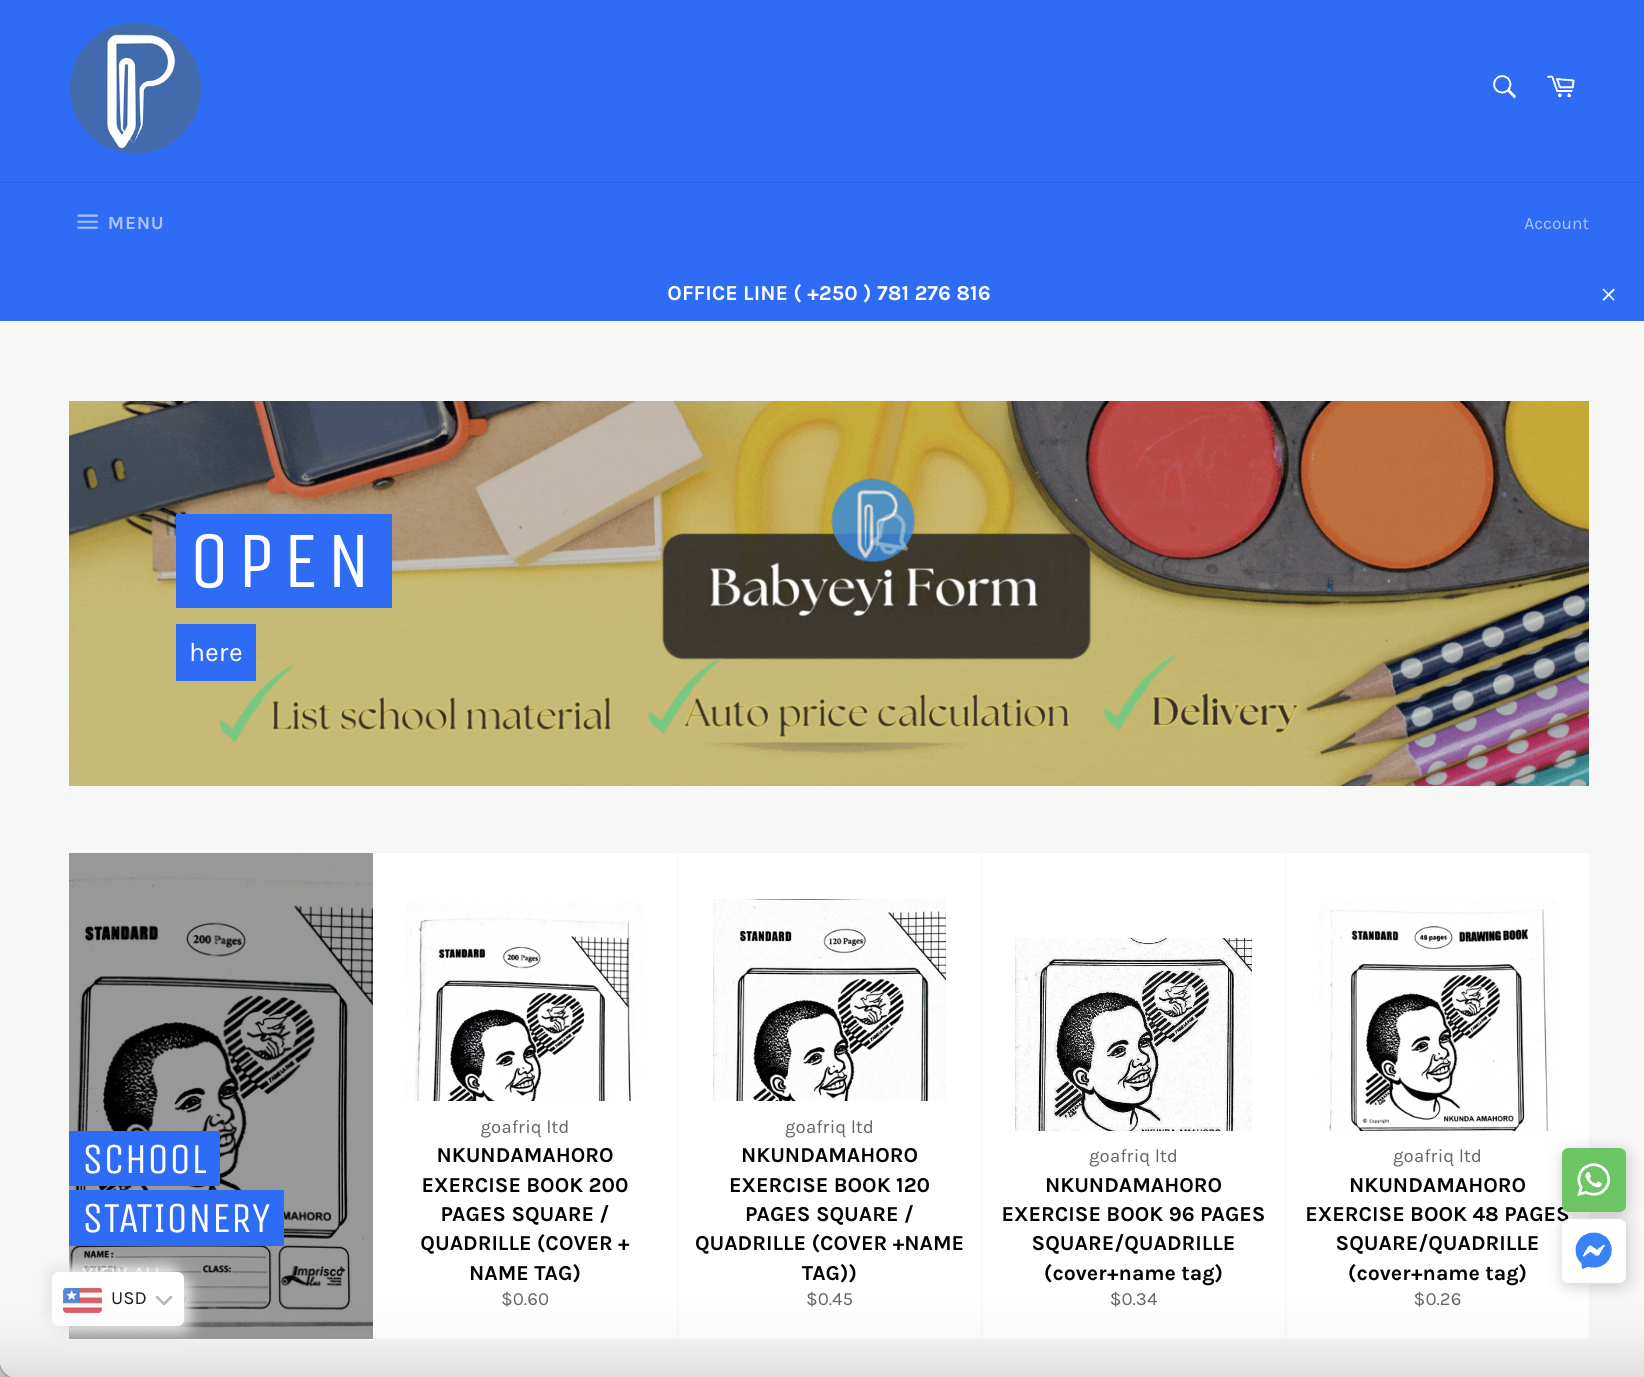 MENU
Account
OFFICE LINE ( +250 ) 781 276 816
OPEN
here
Babyeyi Form
List school material
Auto price calculation
Delivery
STANDARD
200 Pages
SCHOOL
STATIONERY
MAHORO
NAME :
CLASS:
VIEW ALL
Imprisco
USD
STANDARD
200 Pages
goafriq ltd
NKUNDAMAHORO
EXERCISE BOOK 200
PAGES SQUARE /
QUADRILLE (COVER +
NAME TAG)
$0.60
STANDARD
120 Pages
goafriq ltd
NKUNDAMAHORO
EXERCISE BOOK 120
PAGES SQUARE /
QUADRILLE (COVER +NAME
TAG))
$0.45
goafriq ltd
NKUNDAMAHORO
EXERCISE BOOK 96 PAGES
SQUARE/QUADRILLE
(cover+name tag)
$0.34
STANDARD
48 pages
DRAWING BOOK
© Copyright
NKUNDA AMAHORO
goafriq ltd
NKUNDAMAHORO
EXERCISE BOOK 48 PAGES
SQUARE/QUADRILLE
(cover+name tag)
$0.26